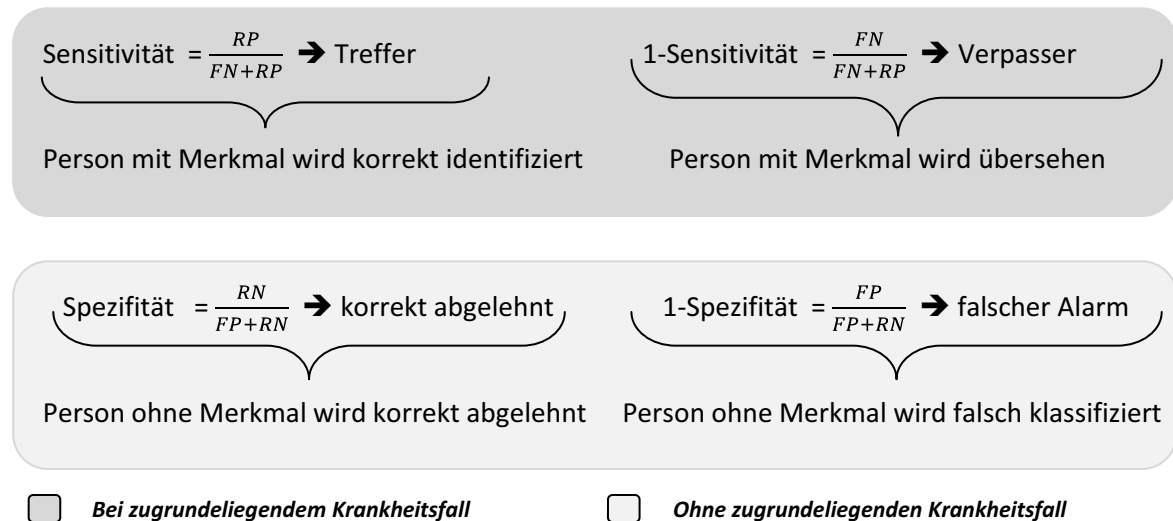 Sensitivität = RP/(FN+RP) ➔ Treffer
1-Sensitivität = FN/(FN+RP) ➔ Verpasser
Person mit Merkmal wird korrekt identifiziert
Person mit Merkmal wird übersehen
Spezifität = RN/(FP+RN) ➔ korrekt abgelehnt
1-Spezifität = FP/(FP+RN) ➔ falscher Alarm
Person ohne Merkmal wird korrekt abgelehnt
Person ohne Merkmal wird falsch klassifiziert
Bei zugrundeliegendem Krankheitsfall
Ohne zugrundeliegenden Krankheitsfall